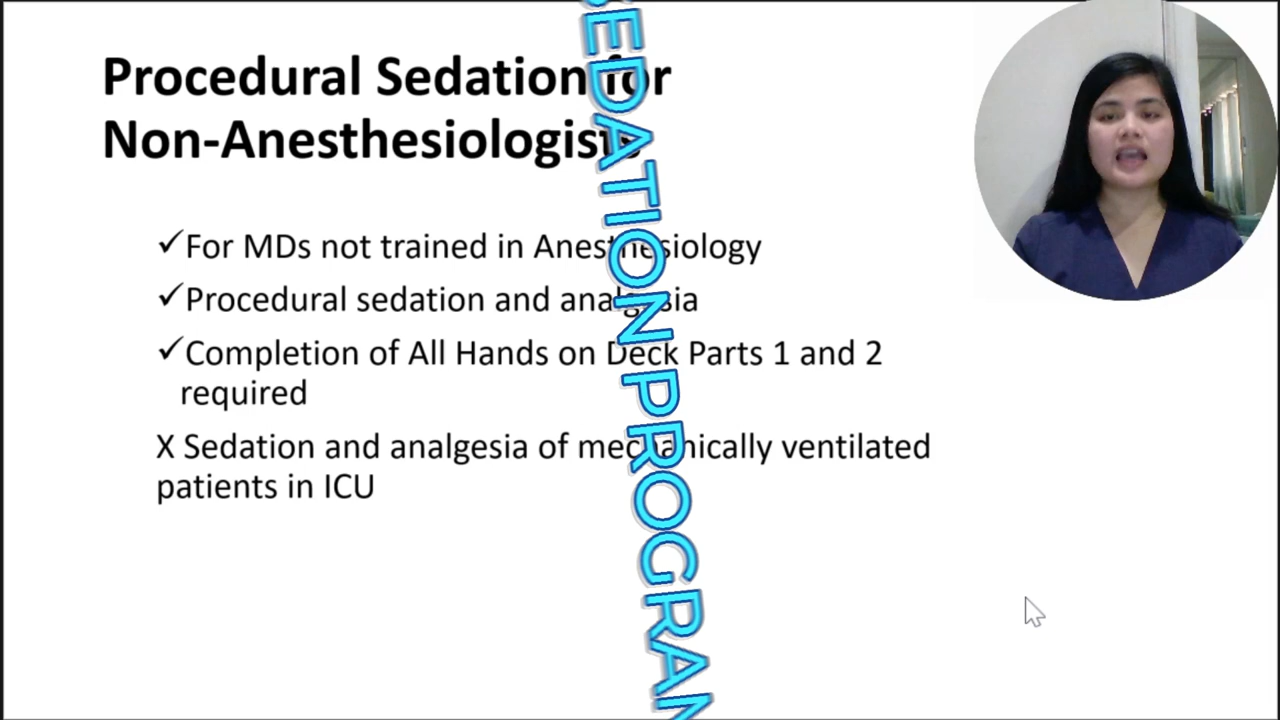 Procedural Sedation for
Non-Anesthesiologists
✓For MDs not trained in Anesthesiology
✓Procedural sedation and analgesia
✓Completion of All Hands on Deck Parts 1 and 2
required
X Sedation and analgesia of mechanically ventilated
patients in ICU
SEDATION PROGRAM